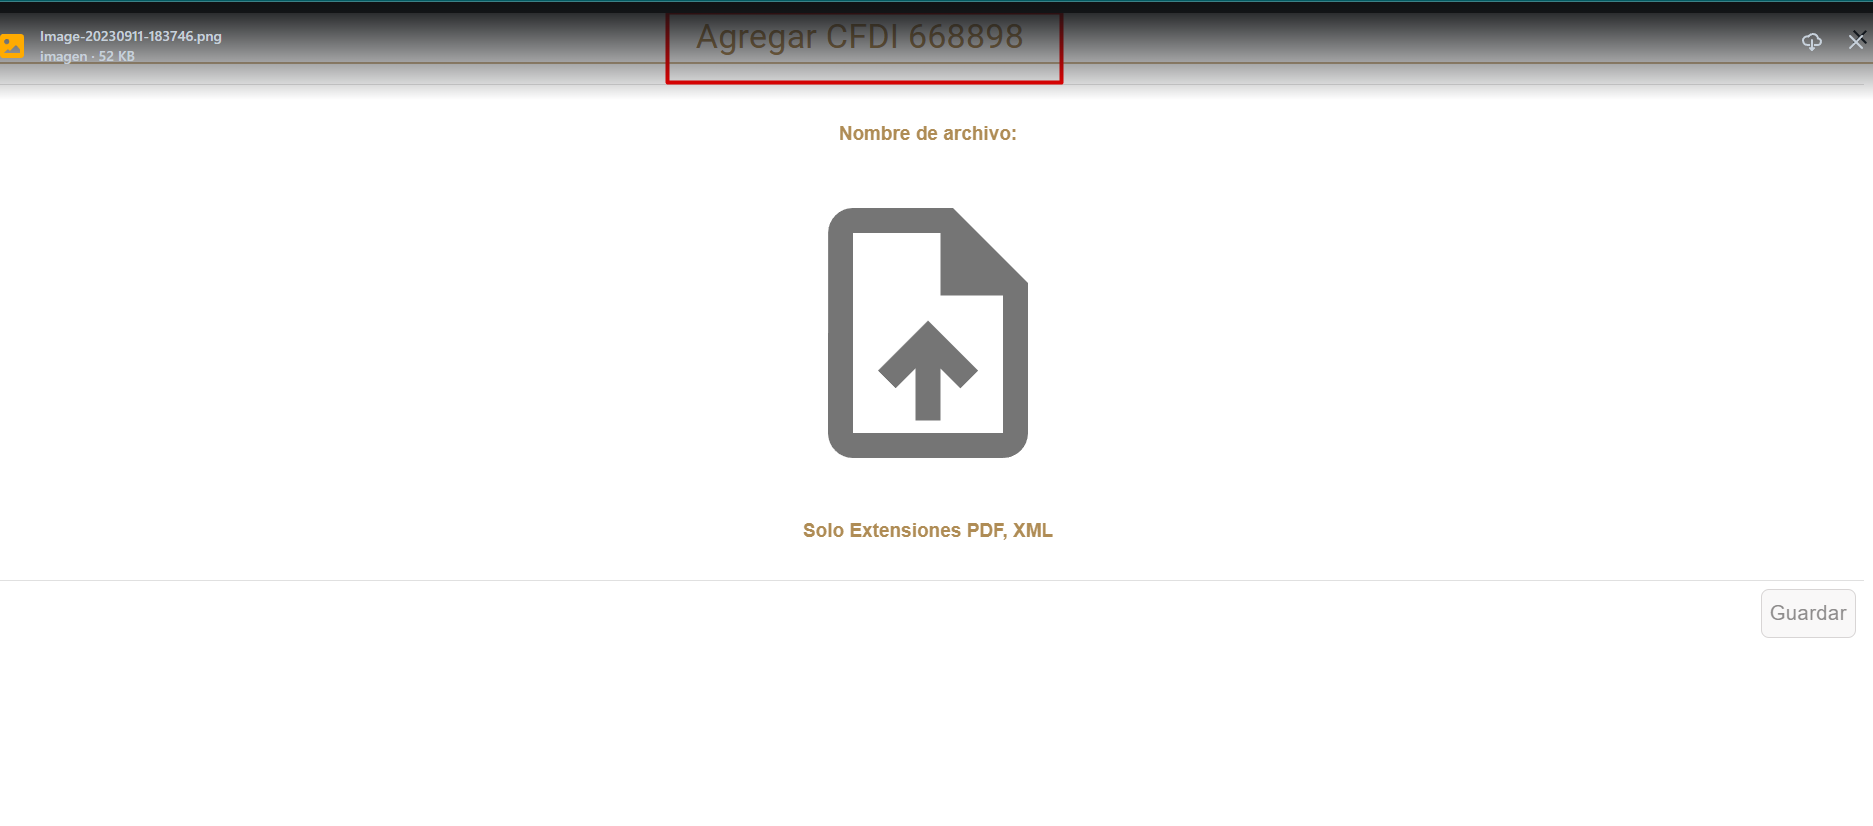 Image-20230911-183746.png
imagen · 52 KB
Agregar CFDI 668898
Nombre de archivo:
Solo Extensiones PDF, XML
Guardar